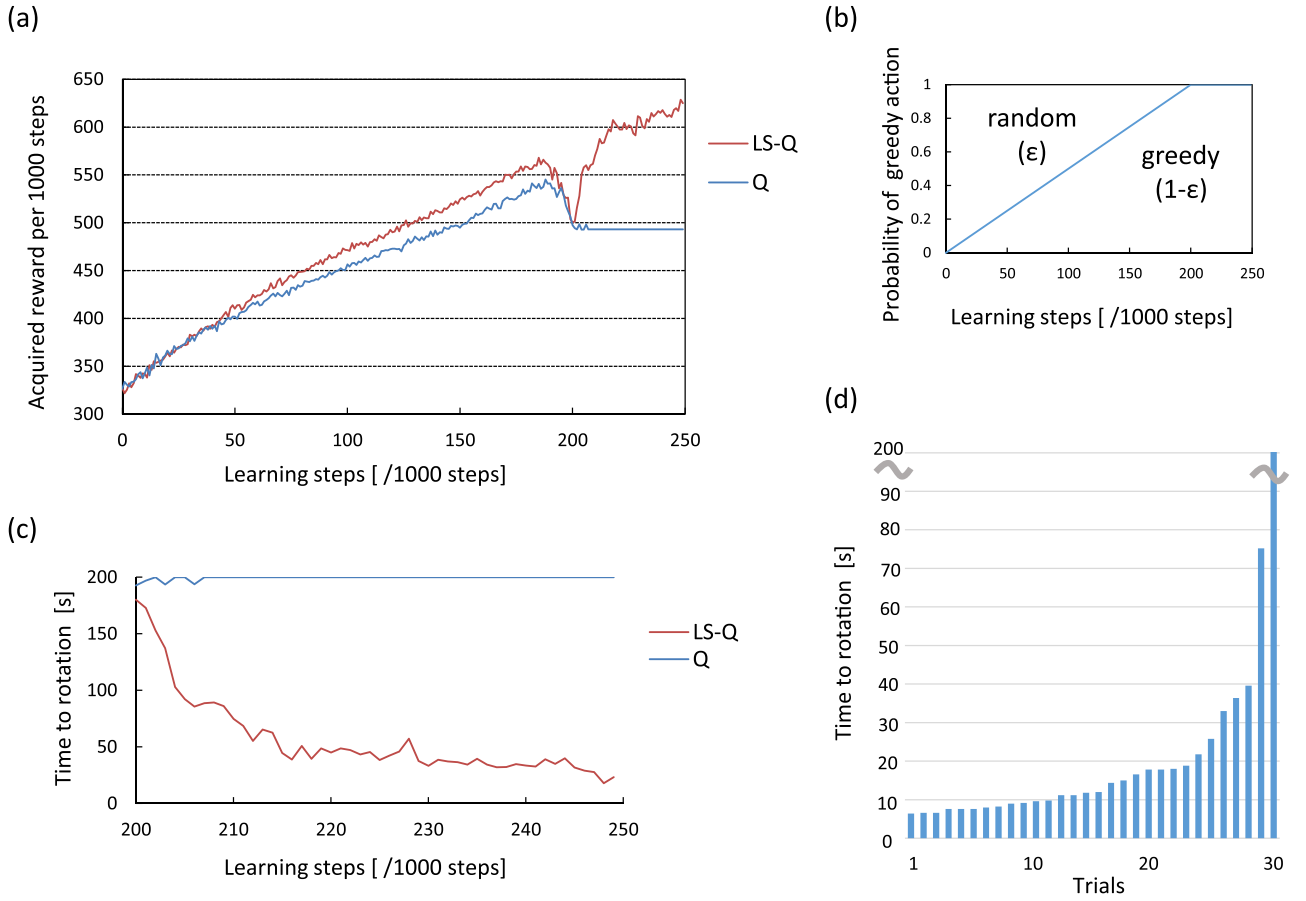 (a)
650
600
550
500
450
400
350
300
Acquired reward per 1000 steps
0 50 100 150 200 250
Learning steps [ /1000 steps]
LS-Q
Q
(b)
Probability of greedy action
1
0.8
0.6
0.4
0.2
0
random
(ε)
greedy
(1-ε)
0 50 100 150 200 250
Learning steps [ /1000 steps]
(c)
Time to rotation [s]
200
150
100
50
0
200 210 220 230 240 250
Learning steps [ /1000 steps]
LS-Q
Q
(d)
Time to rotation [s]
200
90
80
70
60
50
40
30
20
10
0
1 10 20 30
Trials